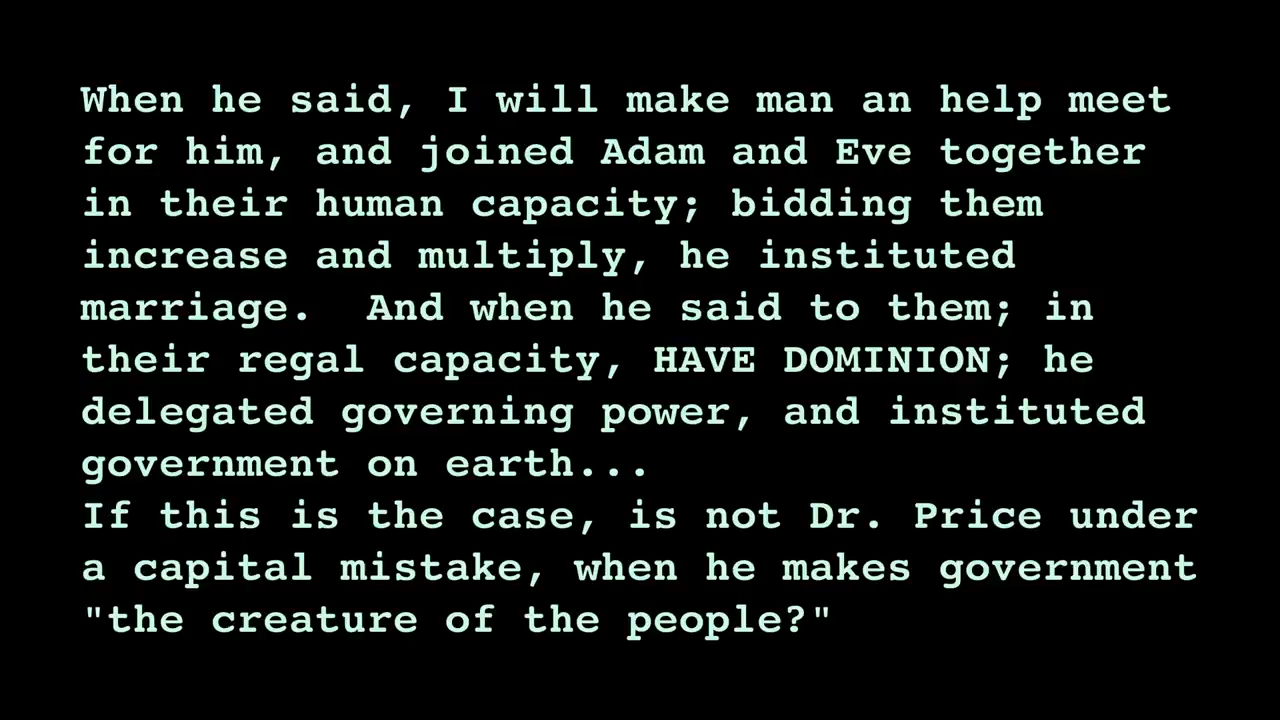 When he said, I will make man an help meet
for him, and joined Adam and Eve together
in their human capacity; bidding them
increase and multiply, he instituted
marriage.  And when he said to them; in
their regal capacity, HAVE DOMINION; he
delegated governing power, and instituted
government on earth...
If this is the case, is not Dr. Price under
a capital mistake, when he makes government
"the creature of the people?"